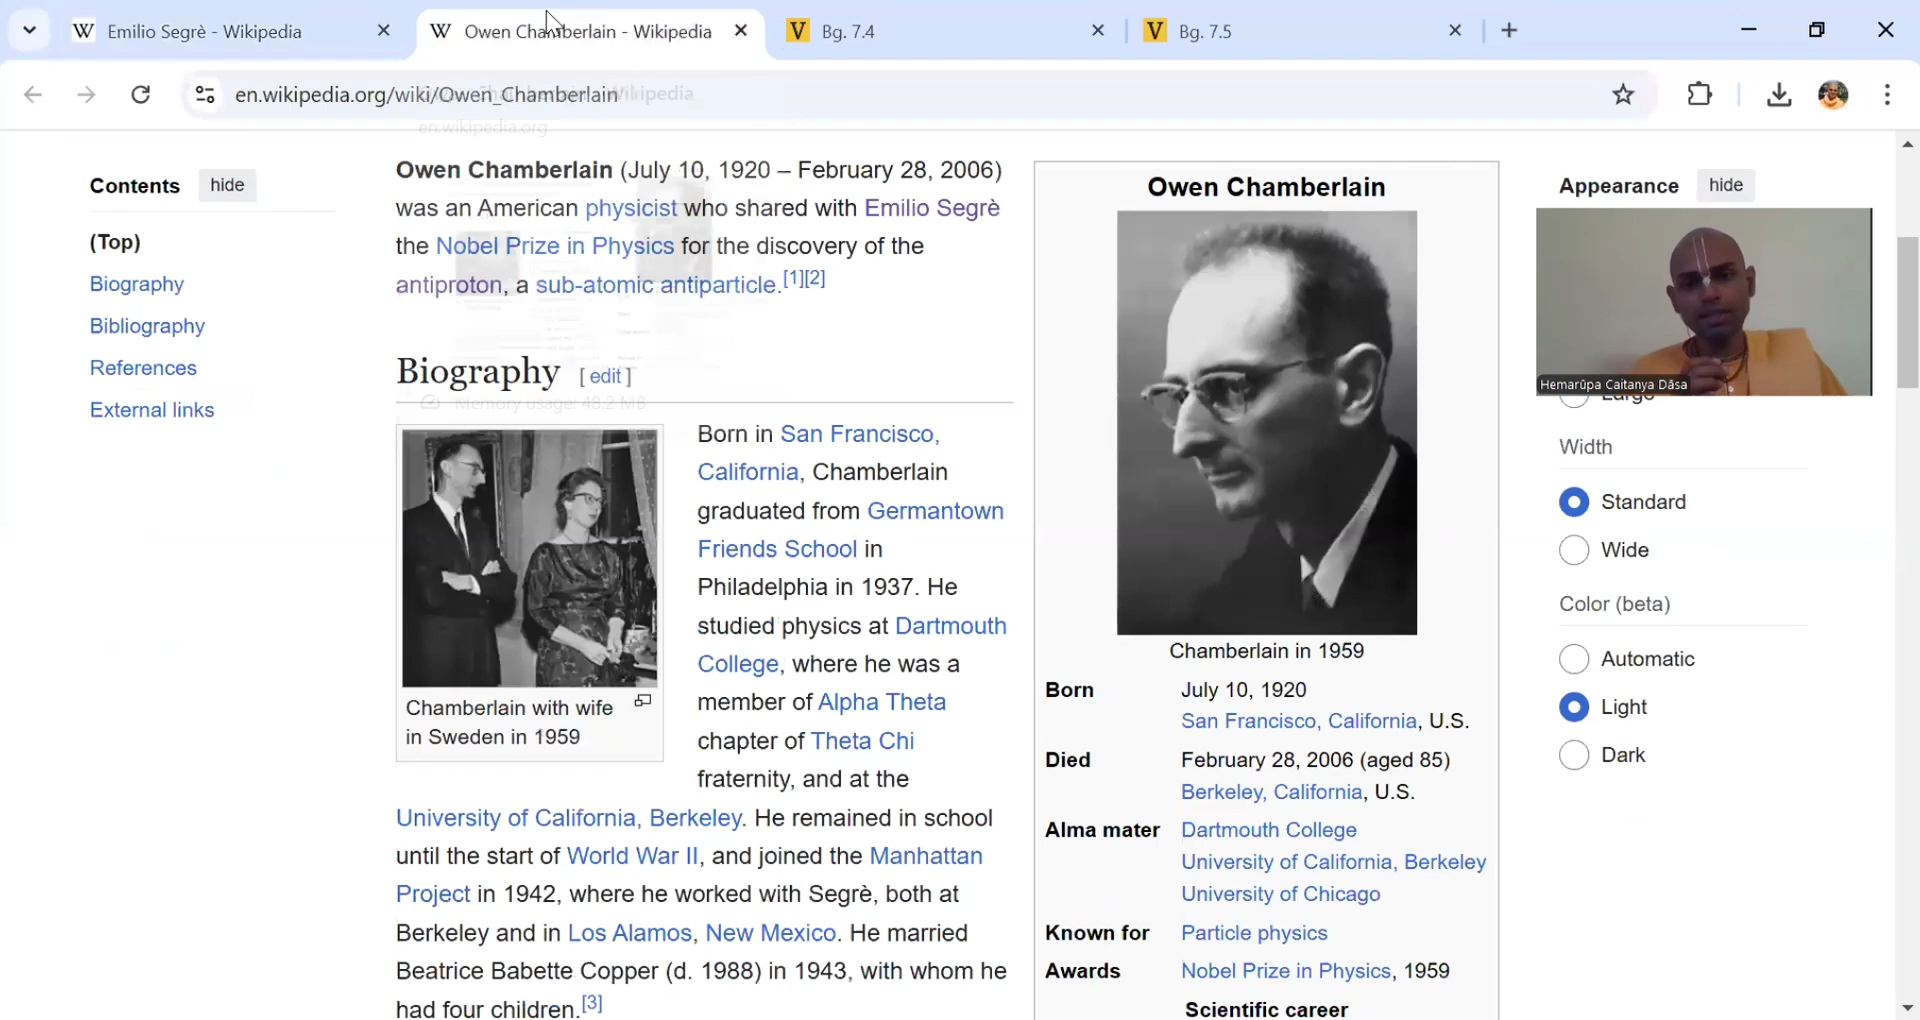 Emilio Segrè - Wikipedia
Owen Chamberlain - Wikipedia
Bg. 7.4
Bg. 7.5
en.wikipedia.org/wiki/Owen_Chamberlain
en.wikipedia.org
Contents hide
(Top)
Biography
Bibliography
References
External links
Owen Chamberlain (July 10, 1920 – February 28, 2006)
was an American physicist who shared with Emilio Segrè
the Nobel Prize in Physics for the discovery of the
antiproton, a sub-atomic antiparticle.[1][2]
Biography [ edit ]
Memory usage: 48.2 MB
Chamberlain with wife
in Sweden in 1959
Born in San Francisco,
California, Chamberlain
graduated from Germantown
Friends School in
Philadelphia in 1937. He
studied physics at Dartmouth
College, where he was a
member of Alpha Theta
chapter of Theta Chi
fraternity, and at the
University of California, Berkeley. He remained in school
until the start of World War II, and joined the Manhattan
Project in 1942, where he worked with Segrè, both at
Berkeley and in Los Alamos, New Mexico. He married
Beatrice Babette Copper (d. 1988) in 1943, with whom he
had four children.[3]
Owen Chamberlain
Chamberlain in 1959
Born July 10, 1920
San Francisco, California, U.S.
Died February 28, 2006 (aged 85)
Berkeley, California, U.S.
Alma mater Dartmouth College
University of California, Berkeley
University of Chicago
Known for Particle physics
Awards Nobel Prize in Physics, 1959
Scientific career
Appearance hide
Hemarūpa Caitanya Dāsa
Large
Width
Standard
Wide
Color (beta)
Automatic
Light
Dark